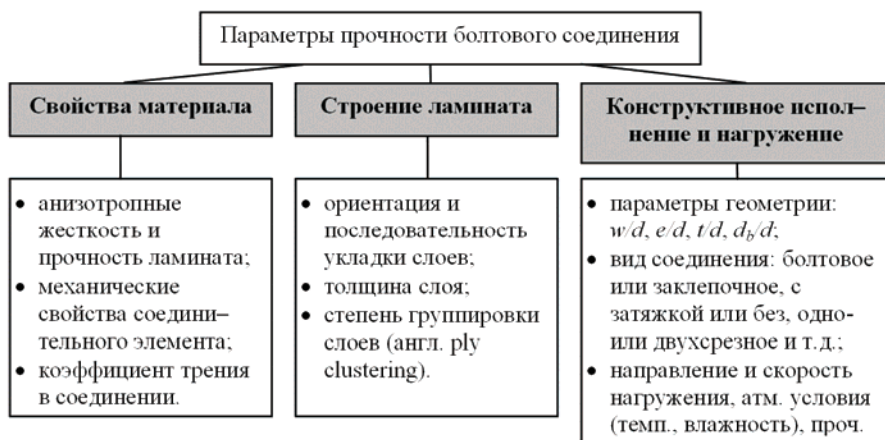 Параметры прочности болтового соединения
Свойства материала
• анизотропные
жесткость и
прочность ламината;
• механические
свойства соедини–
тельного элемента;
• коэффициент трения
в соединении.
Строение ламината
• ориентация и
последовательность
укладки слоев;
• толщина слоя;
• степень группировки
слоев (англ. ply
clustering).
Конструктивное испол–
нение и нагружение
• параметры геометрии:
w/d, e/d, t/d, d_b/d;
• вид соединения: болтовое
или заклепочное, с
затяжкой или без, одно-
или двухсрезное и т.д.;
• направление и скорость
нагружения, атм. условия
(темп., влажность), проч.